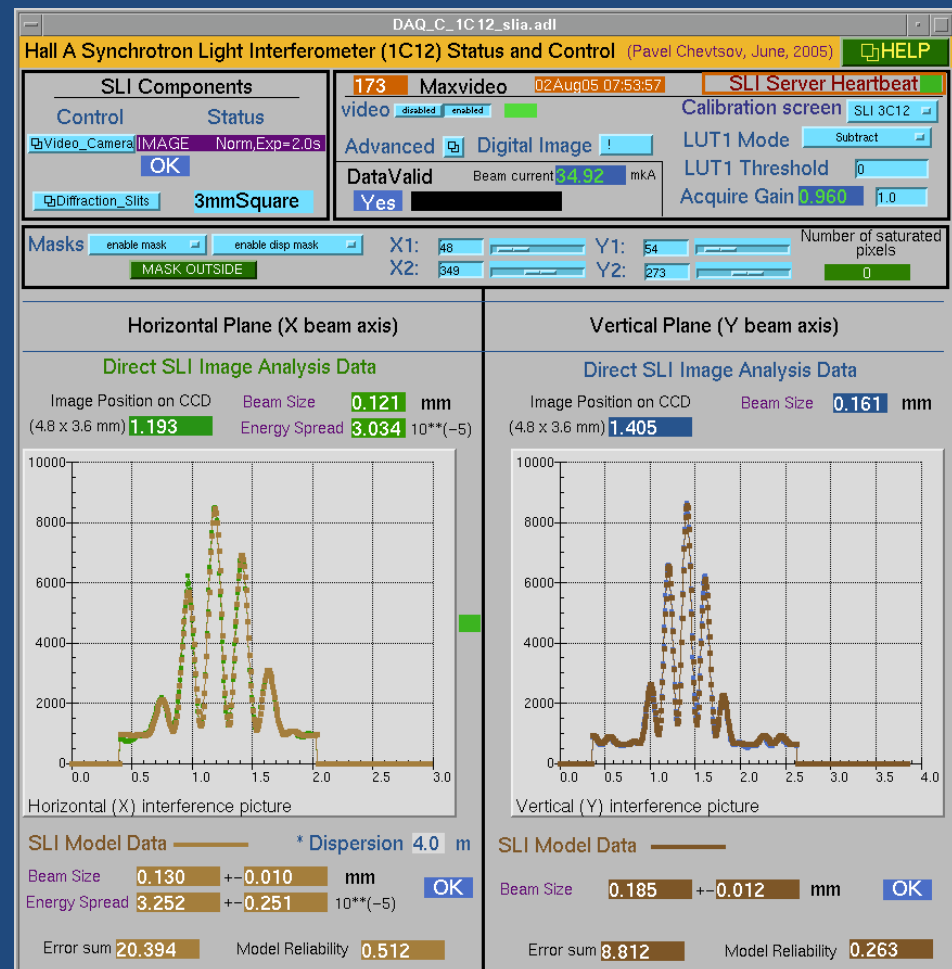 DAQ_C_1C12_slia.adl
Hall A Synchrotron Light Interferometer (1C12) Status and Control (Pavel Chevtsov, June, 2005) HELP
SLI Components
Control Status
Video_Camera IMAGE Norm,Exp=2.0s
OK
Diffraction_Slits 3mmSquare
173 Maxvideo 02Aug05 07:53:57 SLI Server Heartbeat
video disabled enabled
Calibration screen SLI 3C12
Advanced Digital Image !
LUT1 Mode Subtract
DataValid Beam current 34.92 mkA
LUT1 Threshold 0
Yes
Acquire Gain 0.960 1.0
Masks enable mask enable disp mask X1: 48 Y1: 54 Number of saturated
pixels
MASK OUTSIDE X2: 349 Y2: 273 0
Horizontal Plane (X beam axis)
Direct SLI Image Analysis Data
Image Position on CCD Beam Size 0.121 mm
(4.8 x 3.6 mm) 1.193 Energy Spread 3.034 10**(-5)
10000
8000
6000
4000
2000
0
0.0 0.5 1.0 1.5 2.0 2.5 3.0
Horizontal (X) interference picture
SLI Model Data * Dispersion 4.0 m
Beam Size 0.130 +-0.010 mm OK
Energy Spread 3.252 +-0.251 10**(-5)
Error sum 20.394 Model Reliability 0.512
Vertical Plane (Y beam axis)
Direct SLI Image Analysis Data
Image Position on CCD Beam Size 0.161 mm
(4.8 x 3.6 mm) 1.405
10000
8000
6000
4000
2000
0
0.0 0.5 1.0 1.5 2.0 2.5 3.0 3.5 4.0
Vertical (Y) interference picture
SLI Model Data
Beam Size 0.185 +-0.012 mm OK
Error sum 8.812 Model Reliability 0.263